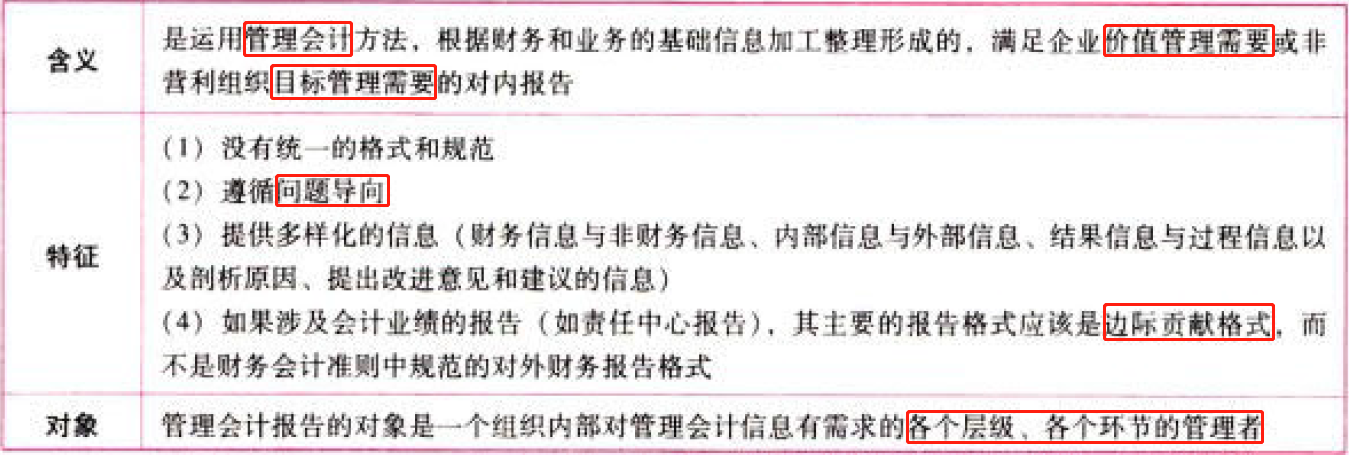 含义
是运用管理会计方法，根据财务和业务的基础信息加工整理形成的，满足企业价值管理需要或非
营利组织目标管理需要的对内报告
特征
（1）没有统一的格式和规范
（2）遵循问题导向
（3）提供多样化的信息（财务信息与非财务信息、内部信息与外部信息、结果信息与过程信息以
及剖析原因、提出改进意见和建议的信息）
（4）如果涉及会计业绩的报告（如责任中心报告），其主要的报告格式应该是边际贡献格式，而
不是财务会计准则中规范的对外财务报告格式
对象
管理会计报告的对象是一个组织内部对管理会计信息有需求的各个层级、各个环节的管理者